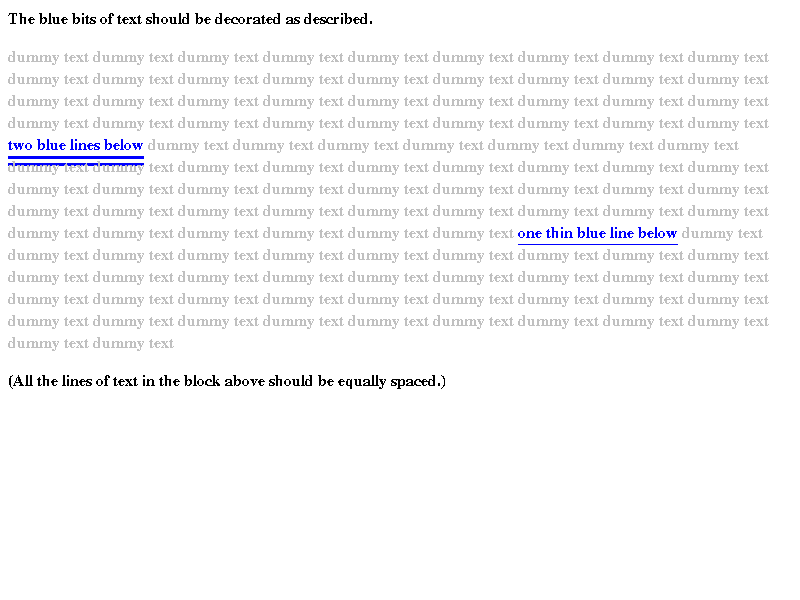 The blue bits of text should be decorated as described.
dummy text dummy text dummy text dummy text dummy text dummy text dummy text dummy text dummy text
dummy text dummy text dummy text dummy text dummy text dummy text dummy text dummy text dummy text
dummy text dummy text dummy text dummy text dummy text dummy text dummy text dummy text dummy text
dummy text dummy text dummy text dummy text dummy text dummy text dummy text dummy text dummy text
two blue lines below dummy text dummy text dummy text dummy text dummy text dummy text dummy text
dummy text dummy text dummy text dummy text dummy text dummy text dummy text dummy text dummy text
dummy text dummy text dummy text dummy text dummy text dummy text dummy text dummy text dummy text
dummy text dummy text dummy text dummy text dummy text dummy text dummy text dummy text dummy text
dummy text dummy text dummy text dummy text dummy text dummy text one thin blue line below dummy text
dummy text dummy text dummy text dummy text dummy text dummy text dummy text dummy text dummy text
dummy text dummy text dummy text dummy text dummy text dummy text dummy text dummy text dummy text
dummy text dummy text dummy text dummy text dummy text dummy text dummy text dummy text dummy text
dummy text dummy text dummy text dummy text dummy text dummy text dummy text dummy text dummy text
dummy text dummy text
(All the lines of text in the block above should be equally spaced.)